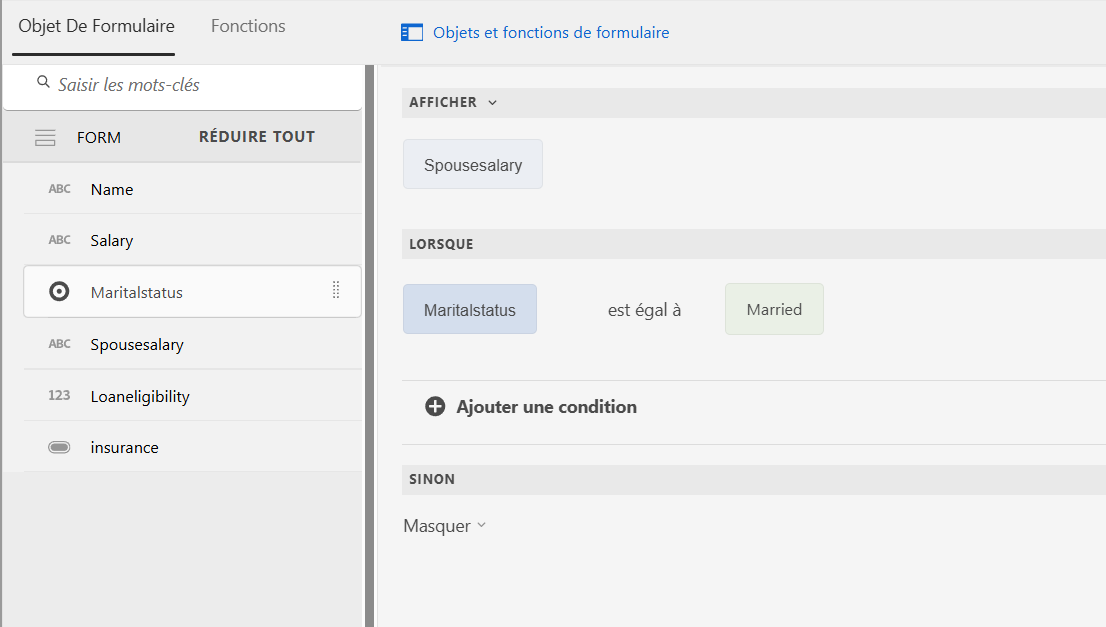 Objet De Formulaire
Fonctions
Objets et fonctions de formulaire
Saisir les mots-clés
FORM
RÉDUIRE TOUT
ABC Name
ABC Salary
Maritalstatus
ABC Spousesalary
123 Loaneligibility
insurance
AFFICHER
Spousesalary
LORSQUE
Maritalstatus est égal à Married
Ajouter une condition
SINON
Masquer